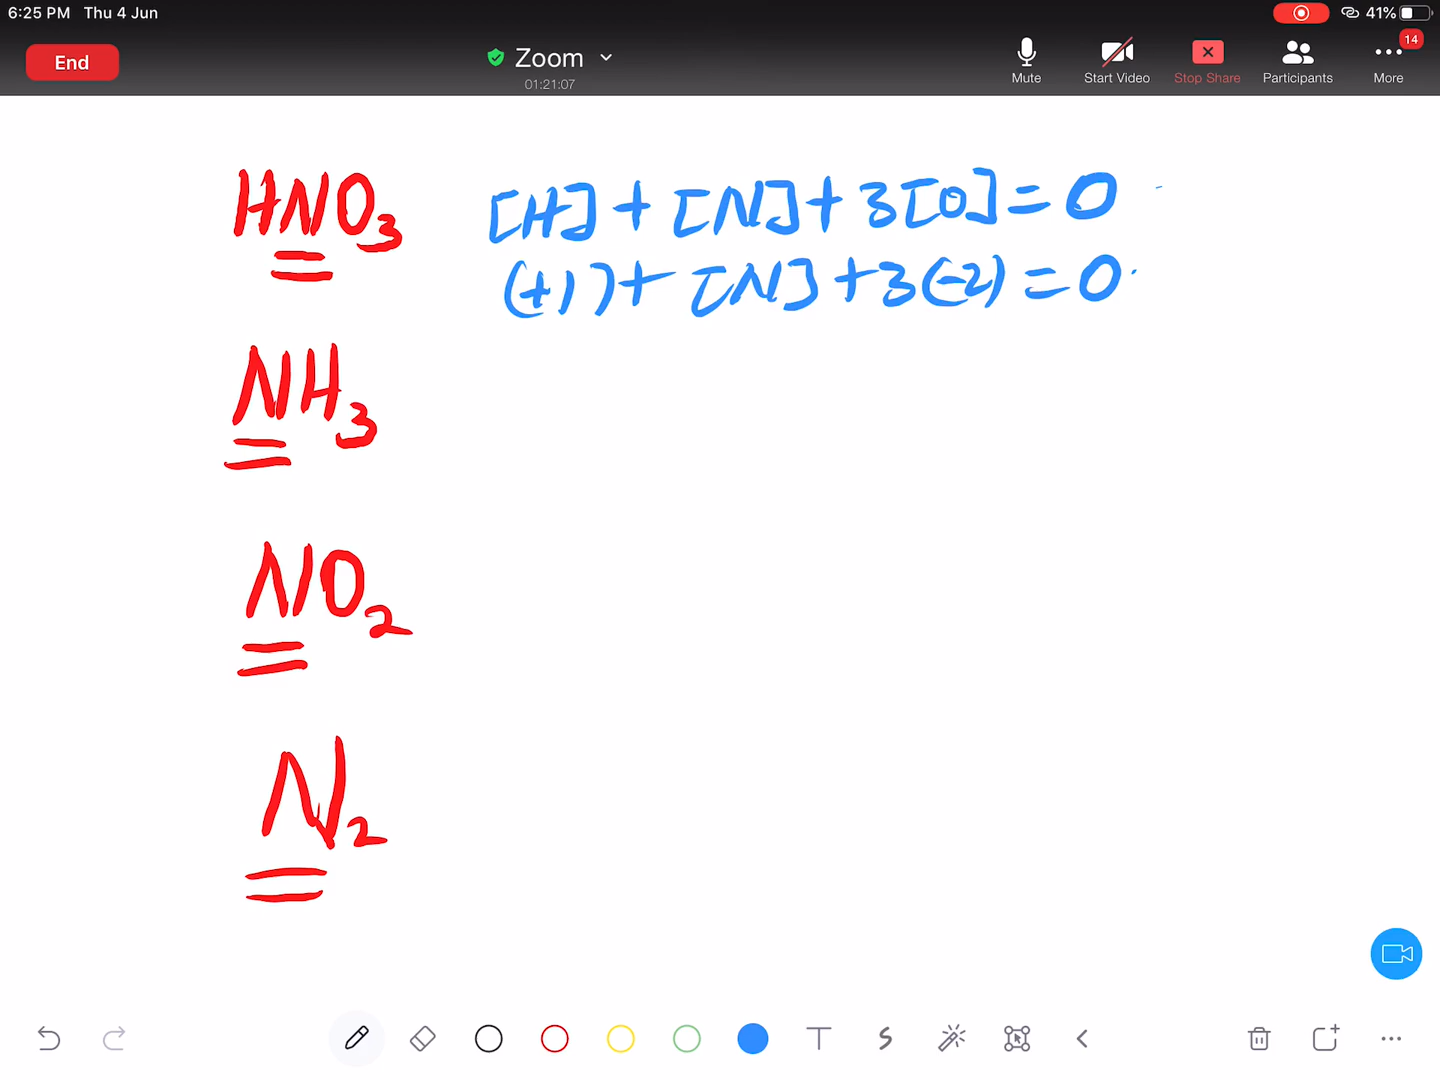 6:25 PM Thu 4 Jun 41%
End Zoom 14
01:21:07 Mute Start Video Stop Share Participants More
HNO₃ [H] + [N] + 3[O] = 0
(+1) + [N] + 3(-2) = 0
NH₃
NO₂
N₂
T